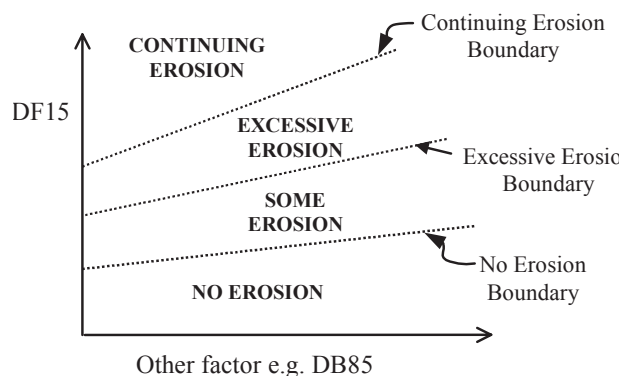 CONTINUING
EROSION
Continuing Erosion
Boundary
DF15
EXCESSIVE
EROSION
Excessive Erosio
Boundary
SOME
EROSION
NO EROSION
No Erosion
Boundary
Other factor e.g. DB85